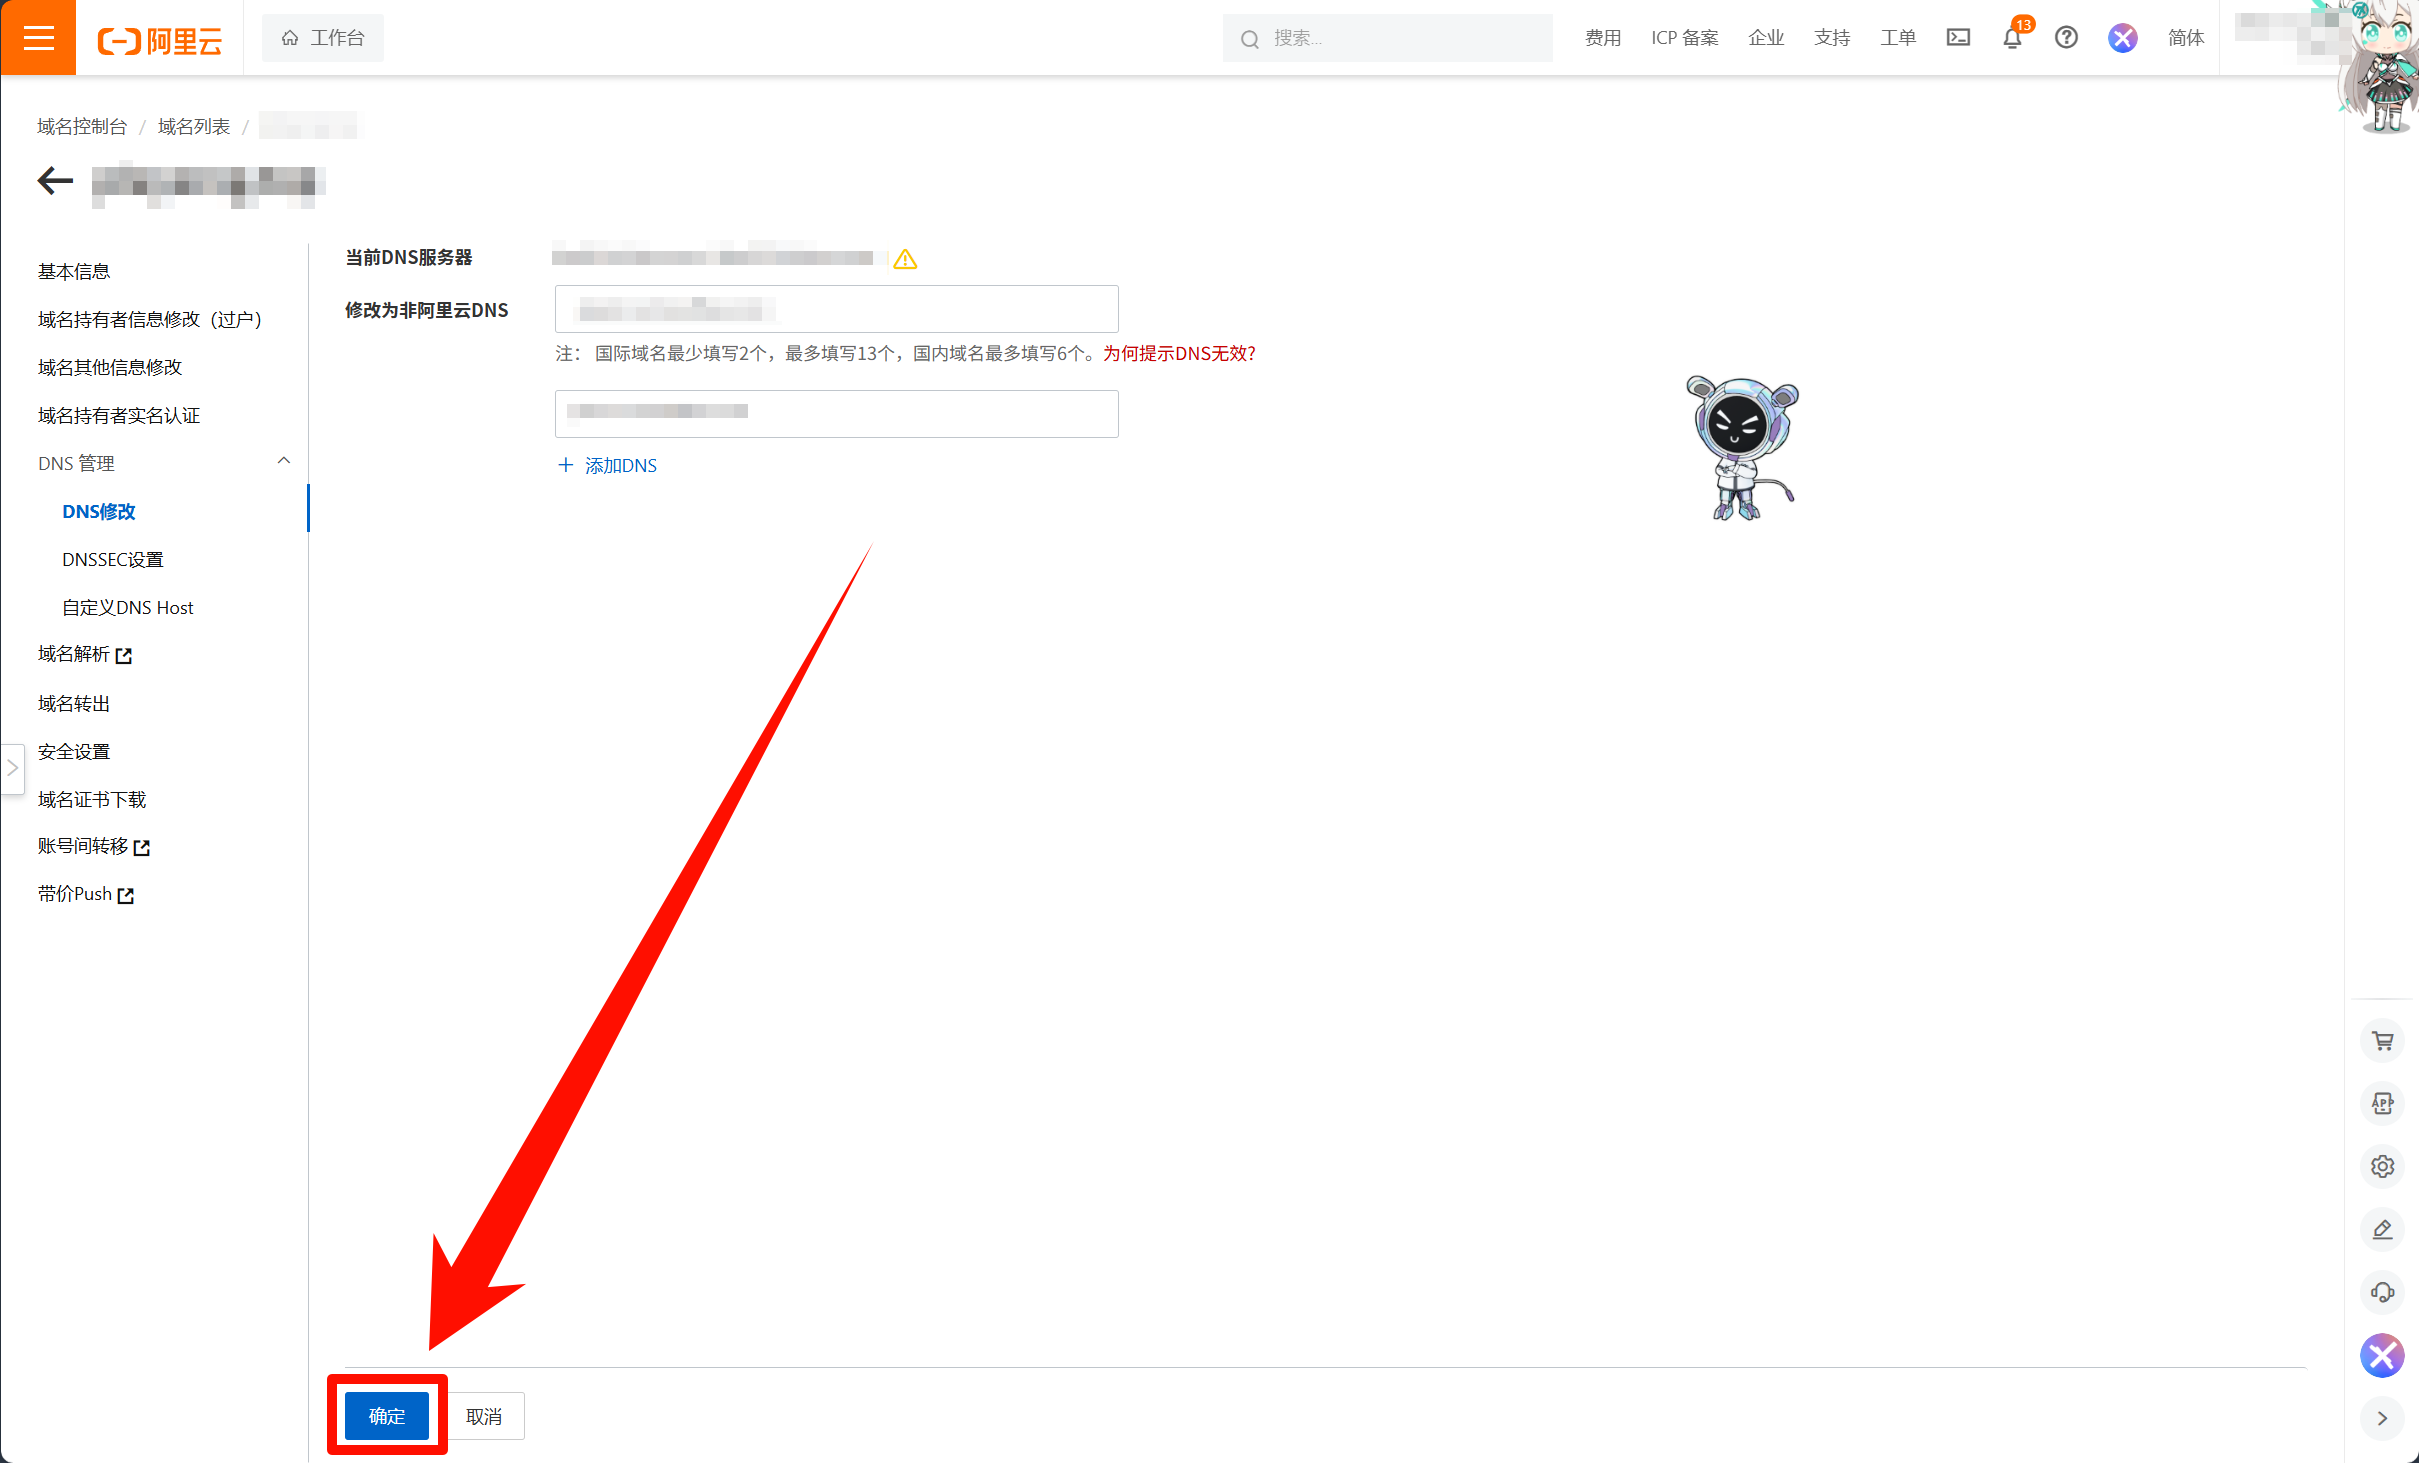 阿里云
工作台
搜索...
费用
ICP 备案
企业
支持
工单
13
简体
域名控制台 / 域名列表 /
基本信息
域名持有者信息修改（过户）
域名其他信息修改
域名持有者实名认证
DNS 管理
DNS修改
DNSSEC设置
自定义DNS Host
域名解析
域名转出
安全设置
域名证书下载
账号间转移
带价Push
当前DNS服务器
修改为非阿里云DNS
注： 国际域名最少填写2个，最多填写13个，国内域名最多填写6个。为何提示DNS无效?
添加DNS
APP
确定
取消